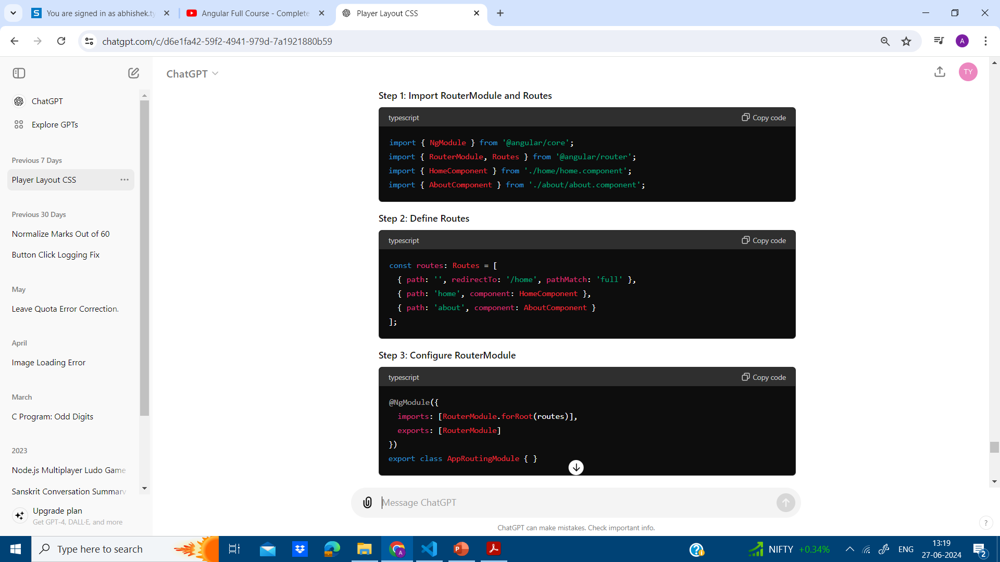 You are signed in as abhishek.ty
Angular Full Course - Complete
Player Layout CSS
chatgpt.com/c/d6e1fa42-59f2-4941-979d-7a1921880b59
A
ChatGPT
TY
ChatGPT
Explore GPTs
Previous 7 Days
Player Layout CSS
Previous 30 Days
Normalize Marks Out of 60
Button Click Logging Fix
May
Leave Quota Error Correction.
April
Image Loading Error
March
C Program: Odd Digits
2023
Node.js Multiplayer Ludo Game
Sanskrit Conversation Summary
Upgrade plan
Get GPT-4, DALL·E, and more
Step 1: Import RouterModule and Routes
typescript
Copy code
import { NgModule } from '@angular/core';
import { RouterModule, Routes } from '@angular/router';
import { HomeComponent } from './home/home.component';
import { AboutComponent } from './about/about.component';
Step 2: Define Routes
typescript
Copy code
const routes: Routes = [
  { path: '', redirectTo: '/home', pathMatch: 'full' },
  { path: 'home', component: HomeComponent },
  { path: 'about', component: AboutComponent }
];
Step 3: Configure RouterModule
typescript
Copy code
@NgModule({
  imports: [RouterModule.forRoot(routes)],
  exports: [RouterModule]
})
export class AppRoutingModule { }
Message ChatGPT
ChatGPT can make mistakes. Check important info.
?
Type here to search
NIFTY +0.34%
ENG
13:19
27-06-2024
2